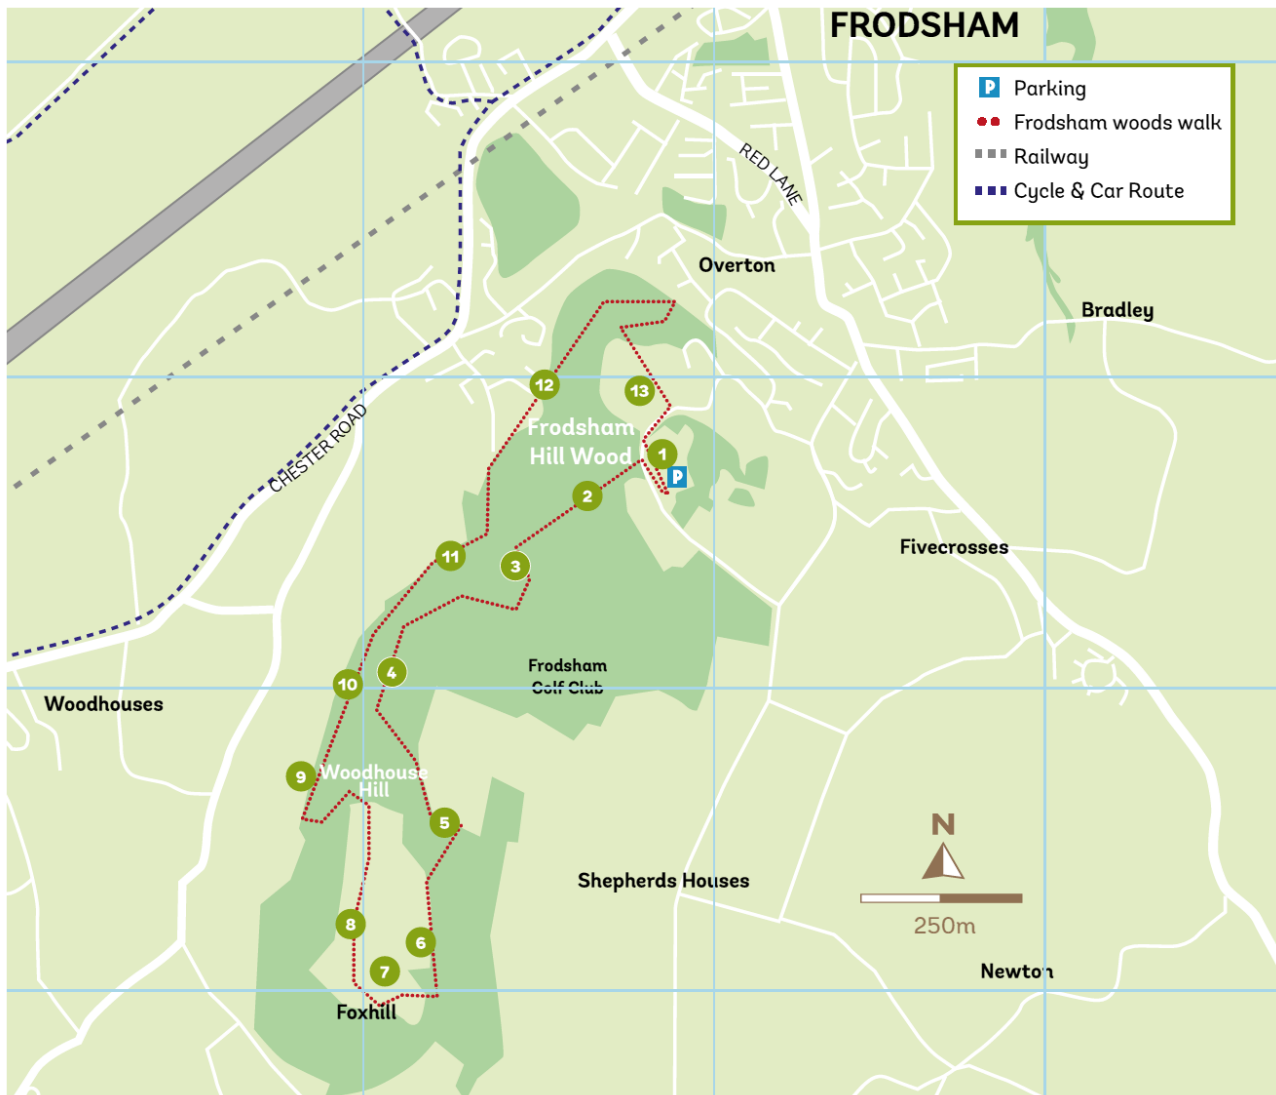 FRODSHAM
P Parking
Frodsham woods walk
Railway
Cycle & Car Route
RED LANE
Overton
Bradley
12
13
CHESTER ROAD
Frodsham
Hill Wood
1
P
2
11
3
Fivecrosses
4
10
Frodsham
Golf Club
Woodhouses
9
Woodhouse
Hill
5
N
250m
Shepherds Houses
8
6
7
Newton
Foxhill